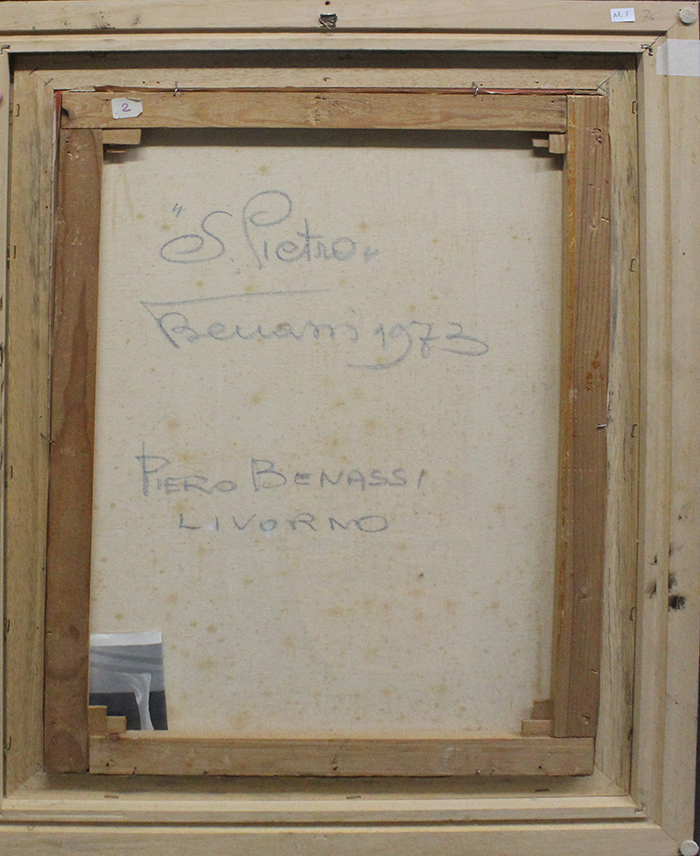 2
"S. Pietro"
Benassi 1973
PIERO BENASSI
LIVORNO